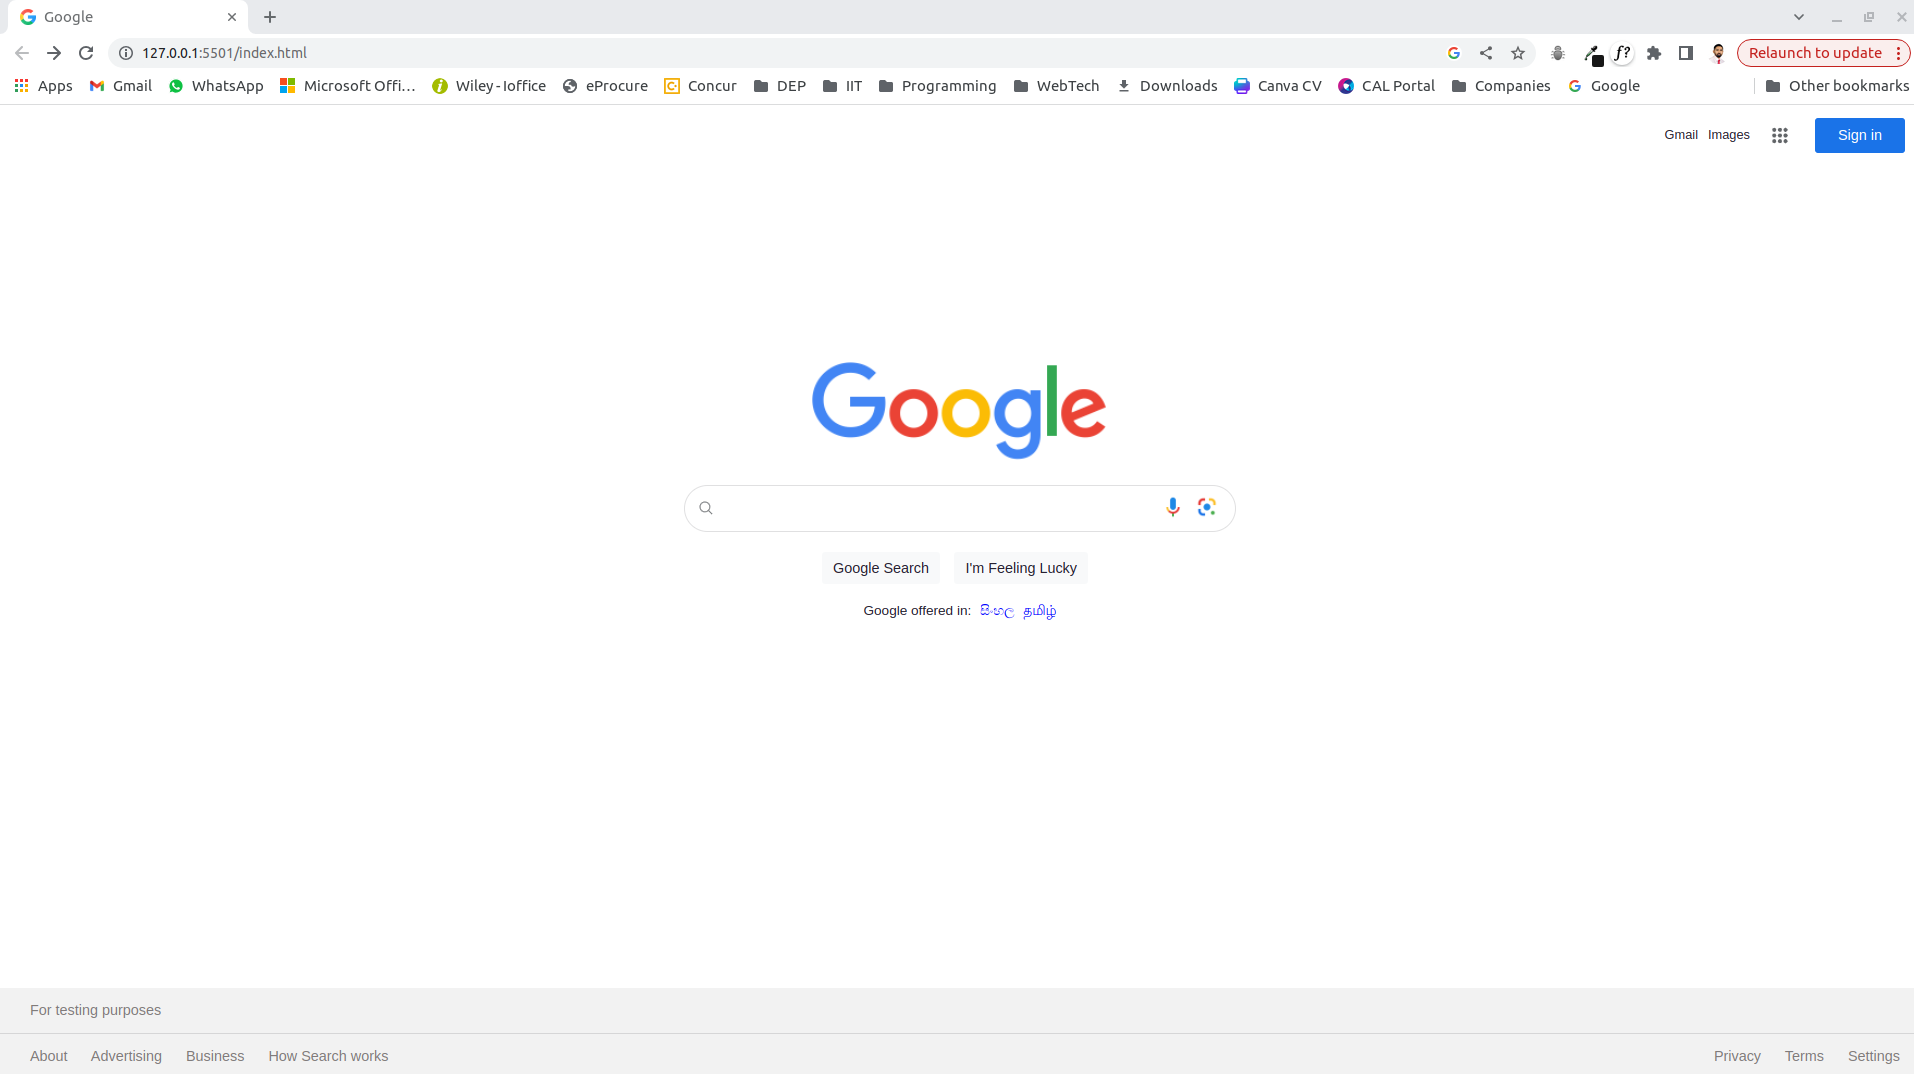 Google
127.0.0.1:5501/index.html
f?
Relaunch to update
Apps Gmail WhatsApp Microsoft Offi... Wiley - Ioffice eProcure Concur DEP IIT Programming WebTech Downloads Canva CV CAL Portal Companies Google Other bookmarks
Gmail Images Sign in
Google
Google Search I'm Feeling Lucky
Google offered in: සිංහල தமிழ்
For testing purposes
About Advertising Business How Search works Privacy Terms Settings